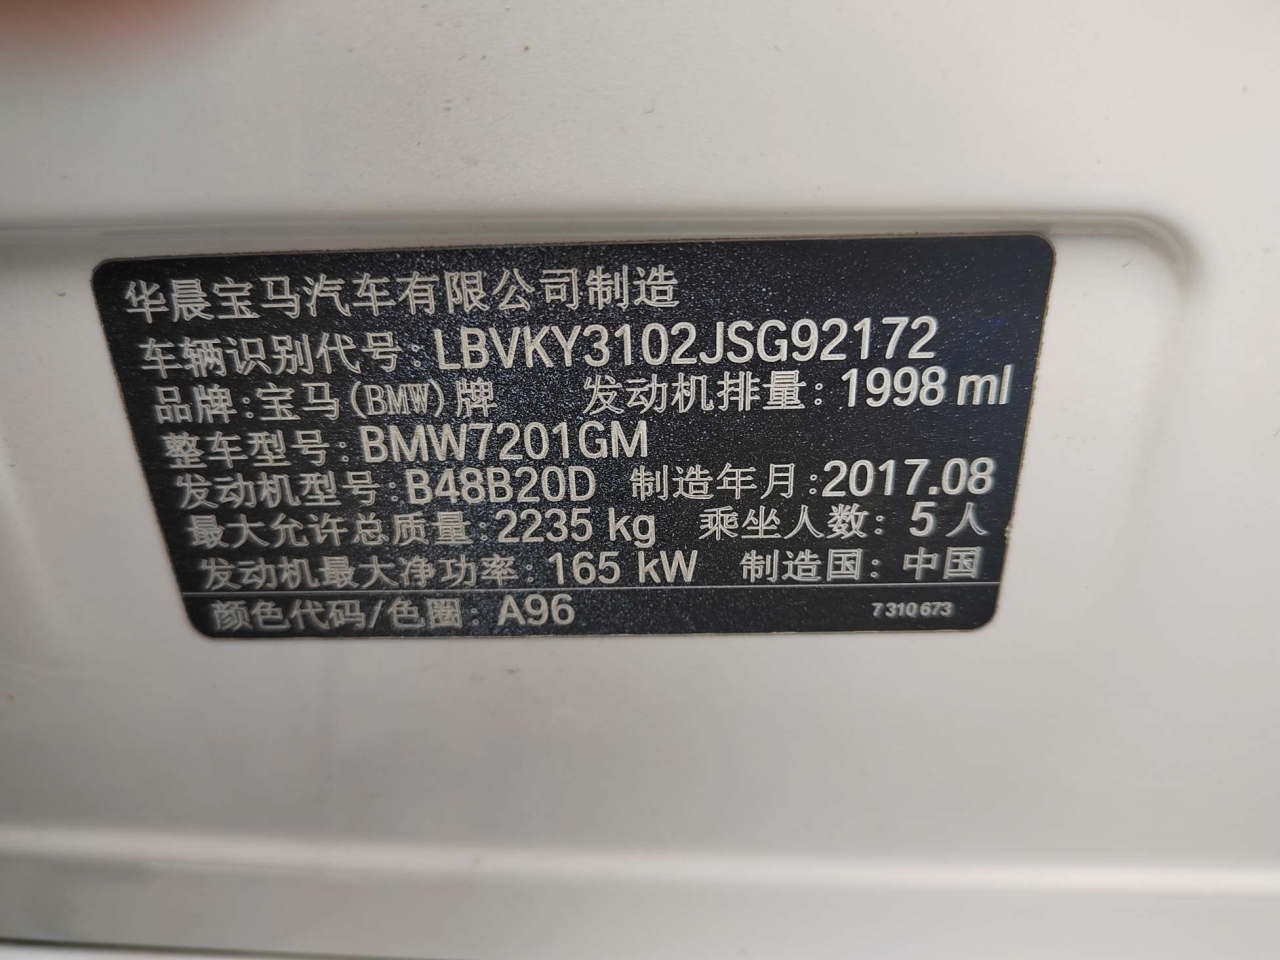 华晨宝马汽车有限公司制造
车辆识别代号:LBVKY3102JSG92172
品牌:宝马(BMW)牌 发动机排量:1998 ml
整车型号:BMW7201GM
发动机型号:B48B20D 制造年月:2017.08
最大允许总质量:2235 kg 乘坐人数:5人
发动机最大净功率:165 kW 制造国:中国
颜色代码/色圈:A96 7310673